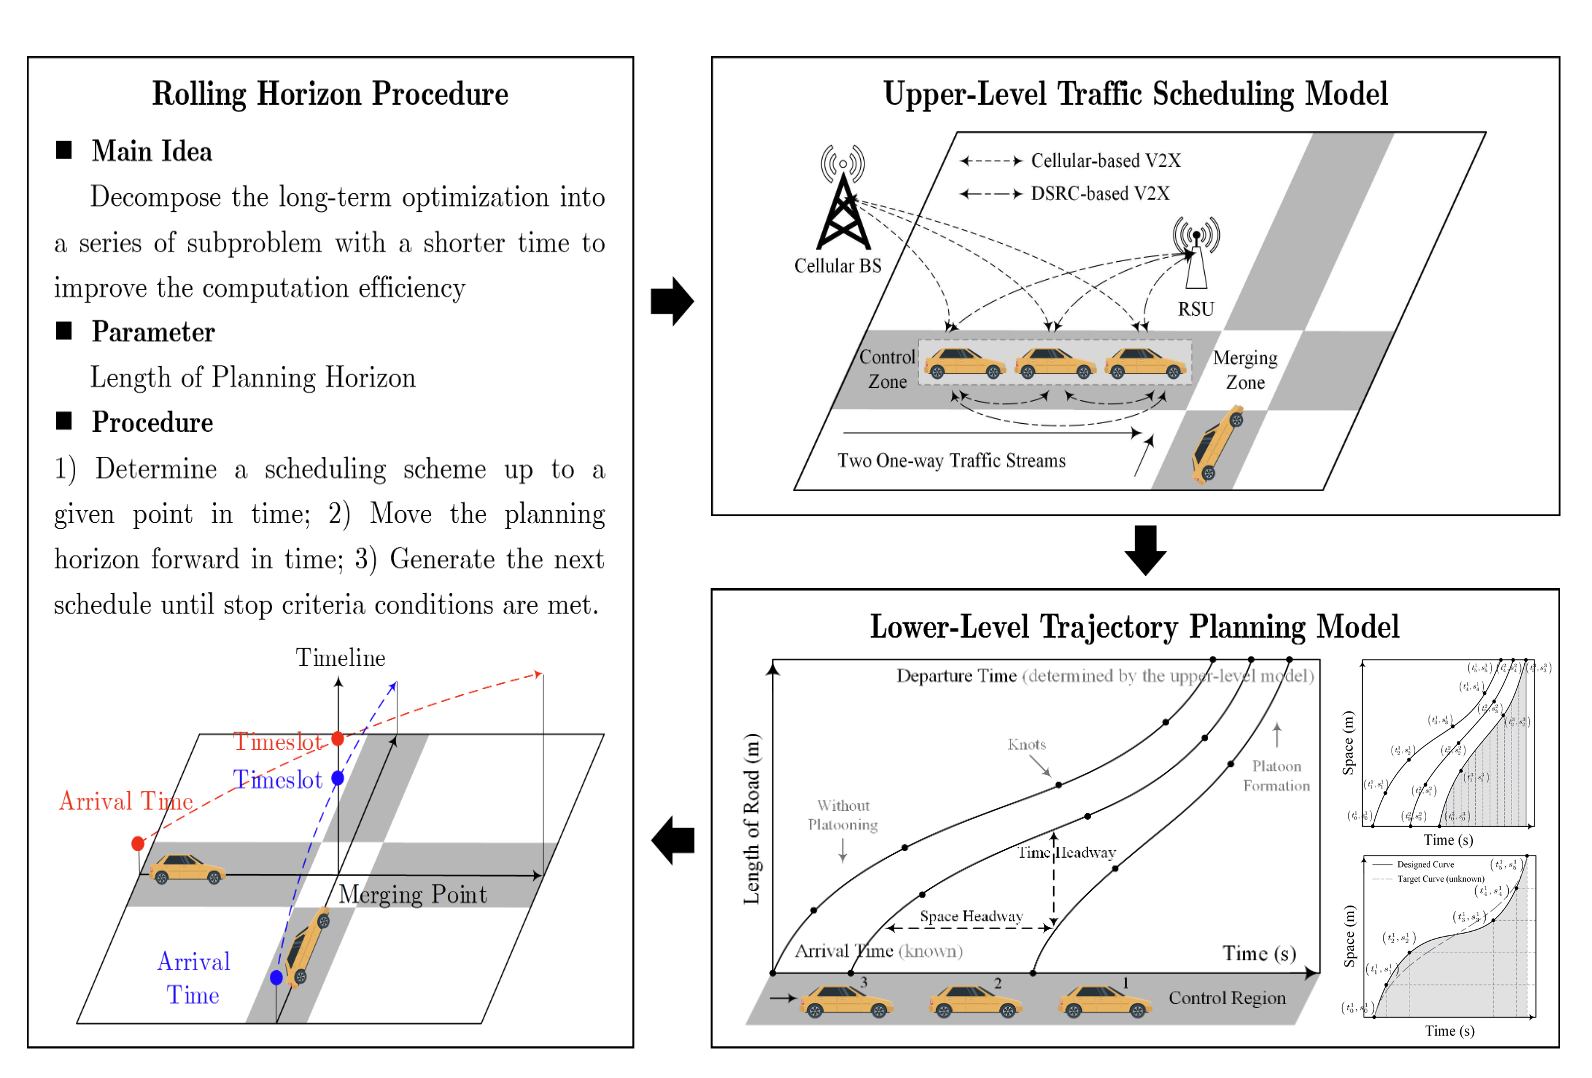 Rolling Horizon Procedure
■ Main Idea
Decompose the long-term optimization into
a series of subproblem with a shorter time to
improve the computation efficiency
■ Parameter
Length of Planning Horizon
■ Procedure
1) Determine a scheduling scheme up to a
given point in time; 2) Move the planning
horizon forward in time; 3) Generate the next
schedule until stop criteria conditions are met.
Timeline
Timeslot
Timeslot
Arrival Time
Merging Point
Arrival
Time
Upper-Level Traffic Scheduling Model
Cellular-based V2X
DSRC-based V2X
Cellular BS
RSU
Control
Zone
Merging
Zone
Two One-way Traffic Streams
Lower-Level Trajectory Planning Model
Departure Time (determined by the upper-level model)
Length of Road (m)
Knots
Without
Platooning
Platoon
Formation
Time Headway
Space Headway
Arrival Time (known)
Time (s)
3
2
1
Control Region
Space (m)
Time (s)
Designed Curve
Target Curve (unknown)
Space (m)
Time (s)